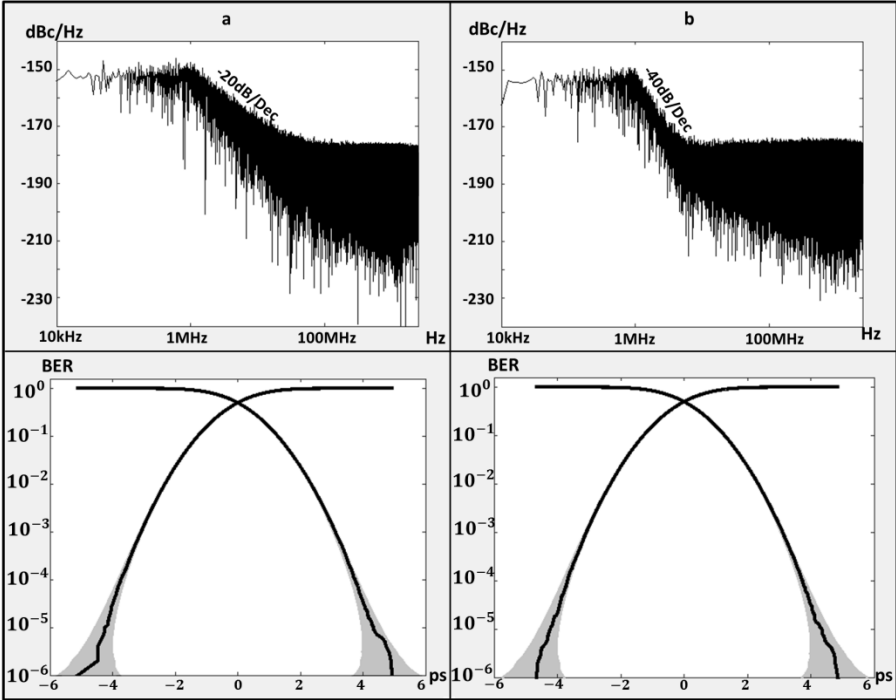 a
b
dBc/Hz
dBc/Hz
-150
-170
-190
-210
-230
-20dB/Dec
10kHz
1MHz
100MHz
Hz
-150
-170
-190
-210
-230
-40dB/Dec
10kHz
1MHz
100MHz
Hz
BER
10⁰
10⁻¹
10⁻²
10⁻³
10⁻⁴
10⁻⁵
10⁻⁶
−6
−4
−2
0
2
4
6
ps
BER
10⁰
10⁻¹
10⁻²
10⁻³
10⁻⁴
10⁻⁵
10⁻⁶
−6
−4
−2
0
2
4
6
ps